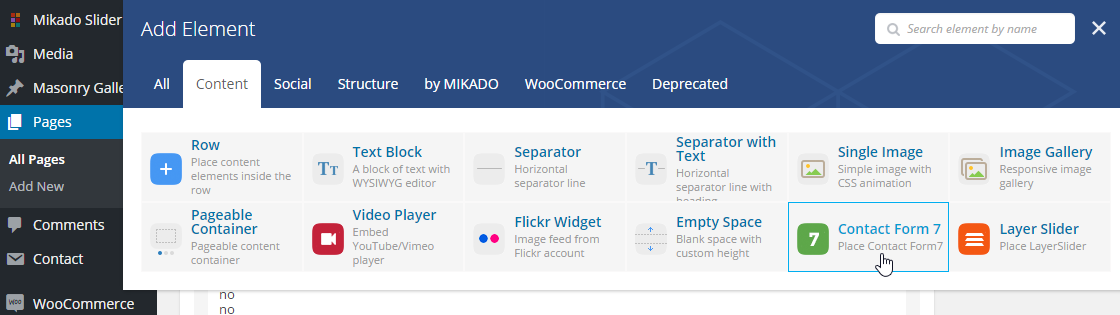 Mikado Slider
Media
Masonry Galle
Pages
All Pages
Add New
Comments
Contact
WOO
WooCommerce
Add Element
Search element by name
All
Content
Social
Structure
by MIKADO
WooCommerce
Deprecated
Row
Place content
elements inside the
row
TT
Text Block
A block of text with
WYSIWYG editor
Separator
Horizontal
separator line
T
Separator with
Text
Horizontal
separator line with
heading
Single Image
Simple image with
CSS animation
Image Gallery
Responsive image
gallery
Pageable
Container
Pageable content
container
Video Player
Embed
YouTube/Vimeo
player
Flickr Widget
Image feed from
Flickr account
Empty Space
Blank space with
custom height
7
Contact Form 7
Place Contact Form7
Layer Slider
Place LayerSlider
no
no